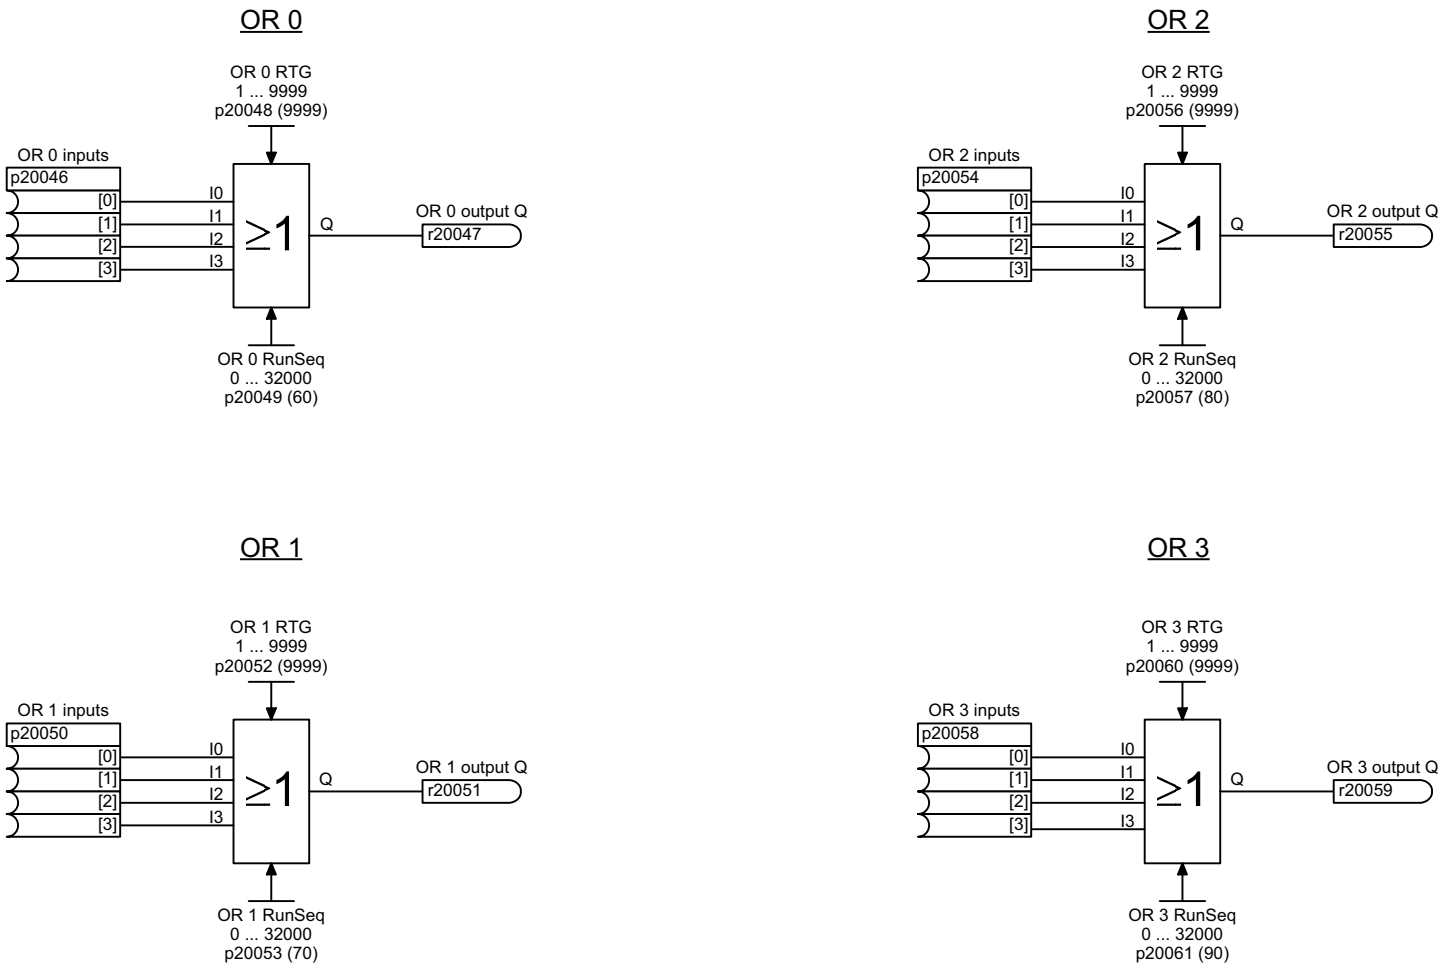 OR 0
OR 0 RTG
1 ... 9999
p20048 (9999)
OR 0 inputs
p20046
[0]
[1]
[2]
[3]
I0
I1
I2
I3
≥1
Q
OR 0 output Q
r20047
OR 0 RunSeq
0 ... 32000
p20049 (60)
OR 2
OR 2 RTG
1 ... 9999
p20056 (9999)
OR 2 inputs
p20054
[0]
[1]
[2]
[3]
I0
I1
I2
I3
≥1
Q
OR 2 output Q
r20055
OR 2 RunSeq
0 ... 32000
p20057 (80)
OR 1
OR 1 RTG
1 ... 9999
p20052 (9999)
OR 1 inputs
p20050
[0]
[1]
[2]
[3]
I0
I1
I2
I3
≥1
Q
OR 1 output Q
r20051
OR 1 RunSeq
0 ... 32000
p20053 (70)
OR 3
OR 3 RTG
1 ... 9999
p20060 (9999)
OR 3 inputs
p20058
[0]
[1]
[2]
[3]
I0
I1
I2
I3
≥1
Q
OR 3 output Q
r20059
OR 3 RunSeq
0 ... 32000
p20061 (90)